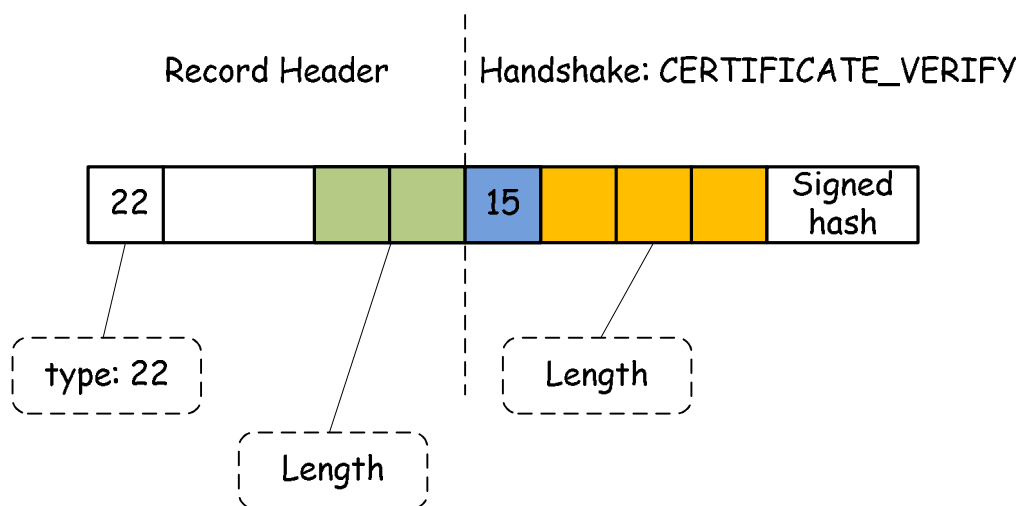 Record Header
Handshake: CERTIFICATE_VERIFY
22
15
Signed
hash
type: 22
Length
Length